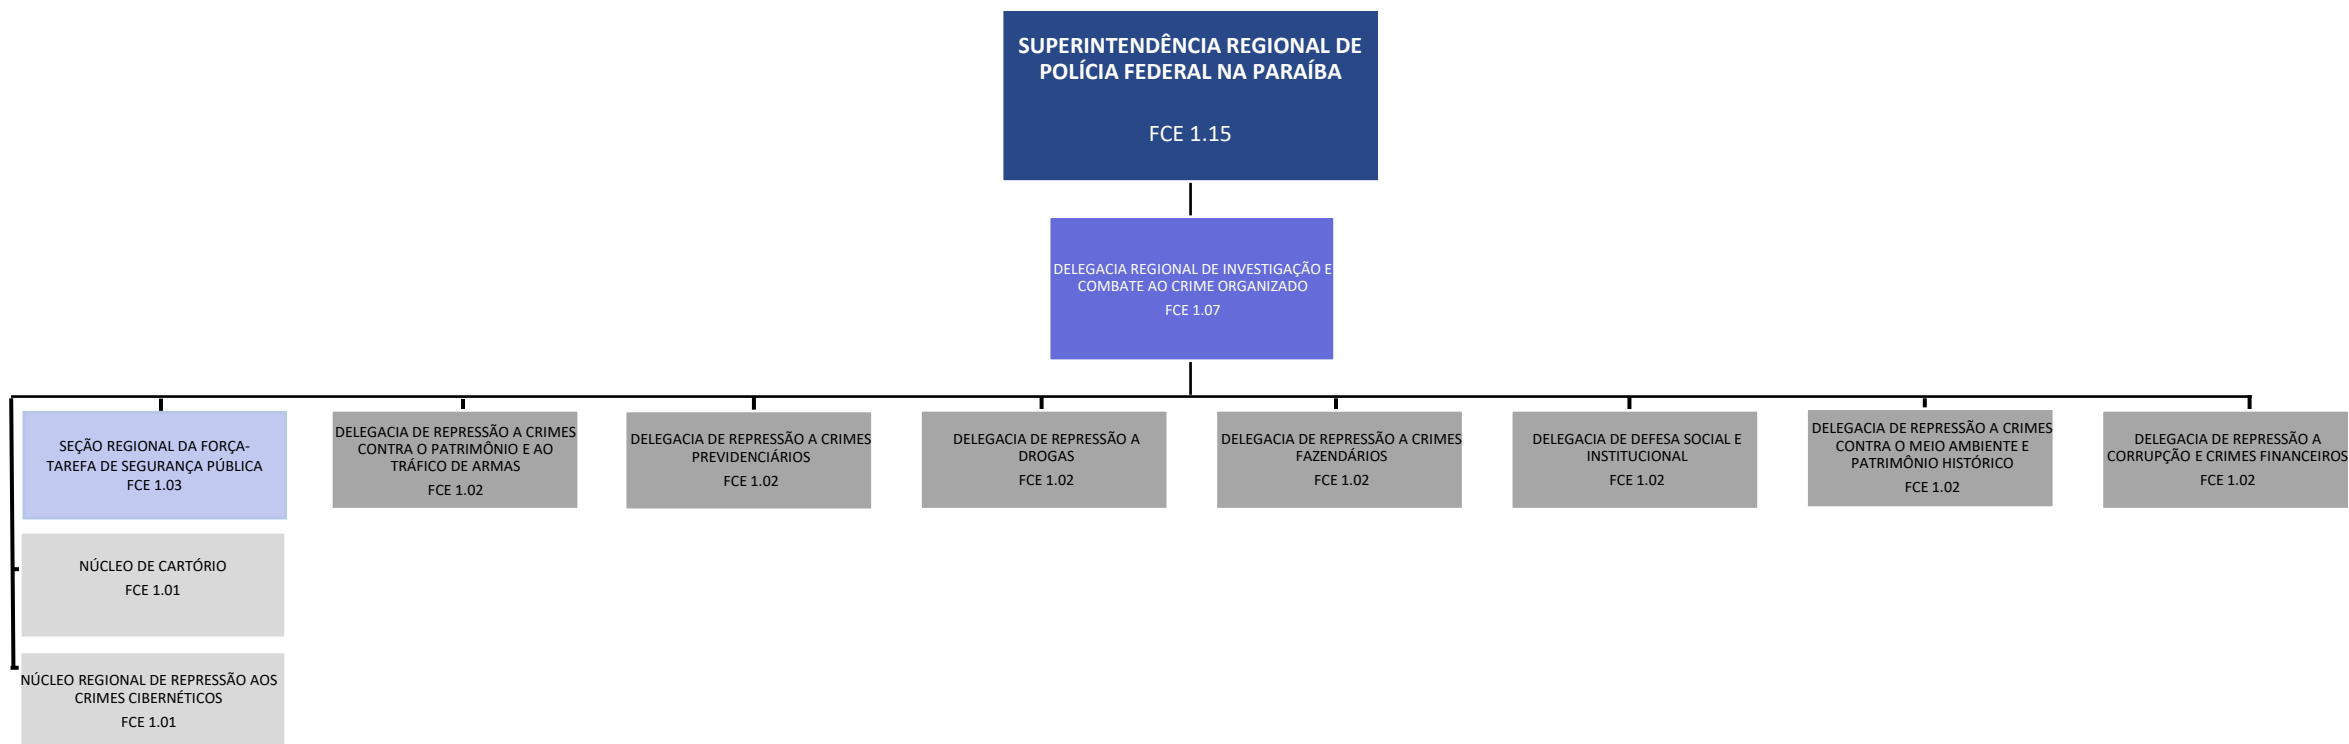 SUPERINTENDÊNCIA REGIONAL DE
POLÍCIA FEDERAL NA PARAÍBA
FCE 1.15
DELEGACIA REGIONAL DE INVESTIGAÇÃO E
COMBATE AO CRIME ORGANIZADO
FCE 1.07
SEÇÃO REGIONAL DA FORÇA-
TAREFA DE SEGURANÇA PÚBLICA
FCE 1.03
DELEGACIA DE REPRESSÃO A CRIMES
CONTRA O PATRIMÔNIO E AO
TRÁFICO DE ARMAS
FCE 1.02
DELEGACIA DE REPRESSÃO A CRIMES
PREVIDENCIÁRIOS
FCE 1.02
DELEGACIA DE REPRESSÃO A
DROGAS
FCE 1.02
DELEGACIA DE REPRESSÃO A CRIMES
FAZENDÁRIOS
FCE 1.02
DELEGACIA DE DEFESA SOCIAL E
INSTITUCIONAL
FCE 1.02
DELEGACIA DE REPRESSÃO A CRIMES
CONTRA O MEIO AMBIENTE E
PATRIMÔNIO HISTÓRICO
FCE 1.02
DELEGACIA DE REPRESSÃO A
CORRUPÇÃO E CRIMES FINANCEIROS
FCE 1.02
NÚCLEO DE CARTÓRIO
FCE 1.01
NÚCLEO REGIONAL DE REPRESSÃO AOS
CRIMES CIBERNÉTICOS
FCE 1.01